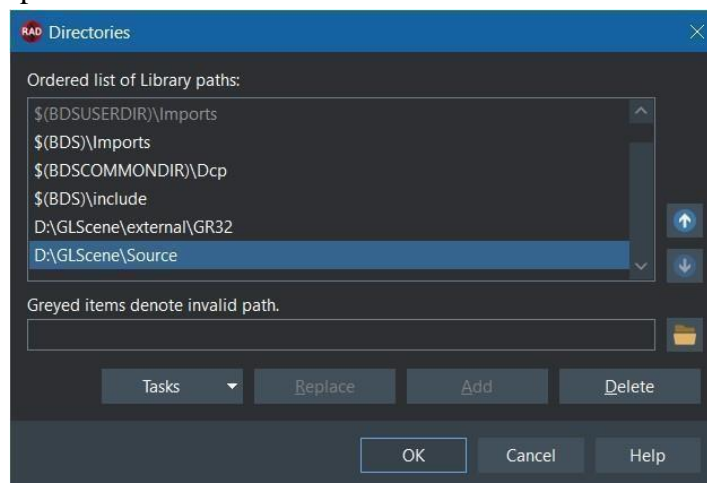 RAD Directories
Ordered list of Library paths:
$(BDSUSERDIR)\Imports
$(BDS)\Imports
$(BDSCOMMONDIR)\Dcp
$(BDS)\include
D:\GLScene\external\GR32
D:\GLScene\Source
Greyed items denote invalid path.
Tasks Replace Add Delete
OK Cancel Help